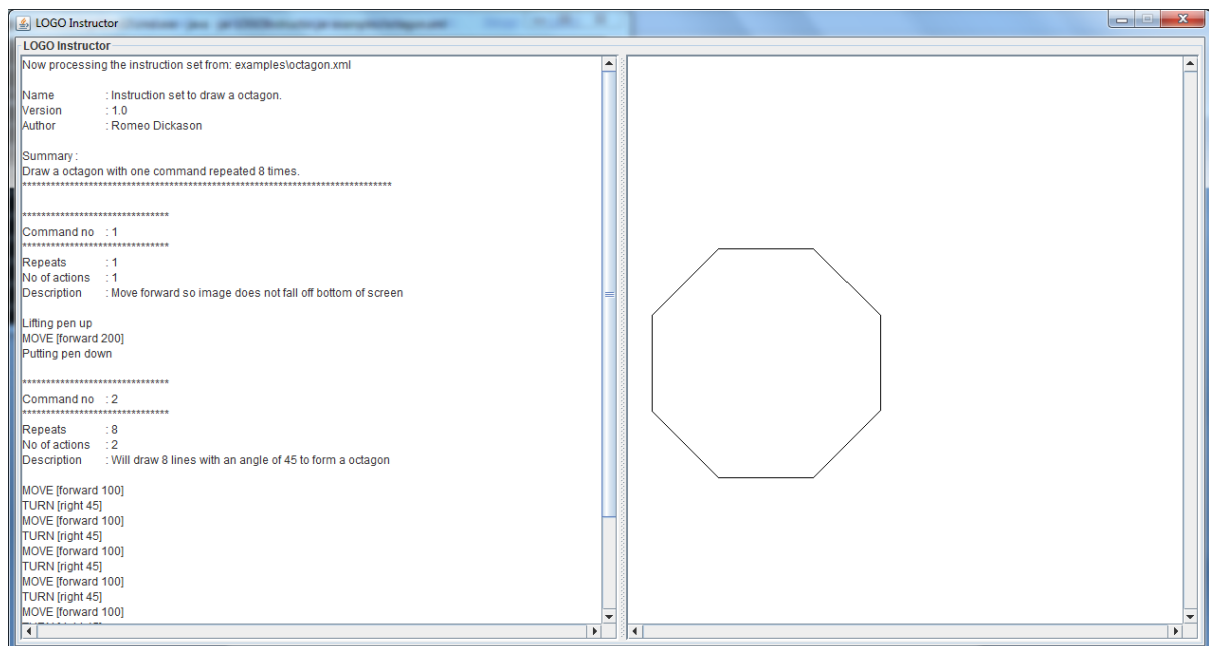 LOGO Instructor
LOGO Instructor
Now processing the instruction set from: examples\octagon.xml
Name : Instruction set to draw a octagon.
Version : 1.0
Author : Romeo Dickason
Summary :
Draw a octagon with one command repeated 8 times.
******************************************************************************
*******************************
Command no : 1
*******************************
Repeats : 1
No of actions : 1
Description : Move forward so image does not fall off bottom of screen
Lifting pen up
MOVE [forward 200]
Putting pen down
*******************************
Command no : 2
*******************************
Repeats : 8
No of actions : 2
Description : Will draw 8 lines with an angle of 45 to form a octagon
MOVE [forward 100]
TURN [right 45]
MOVE [forward 100]
TURN [right 45]
MOVE [forward 100]
TURN [right 45]
MOVE [forward 100]
TURN [right 45]
MOVE [forward 100]